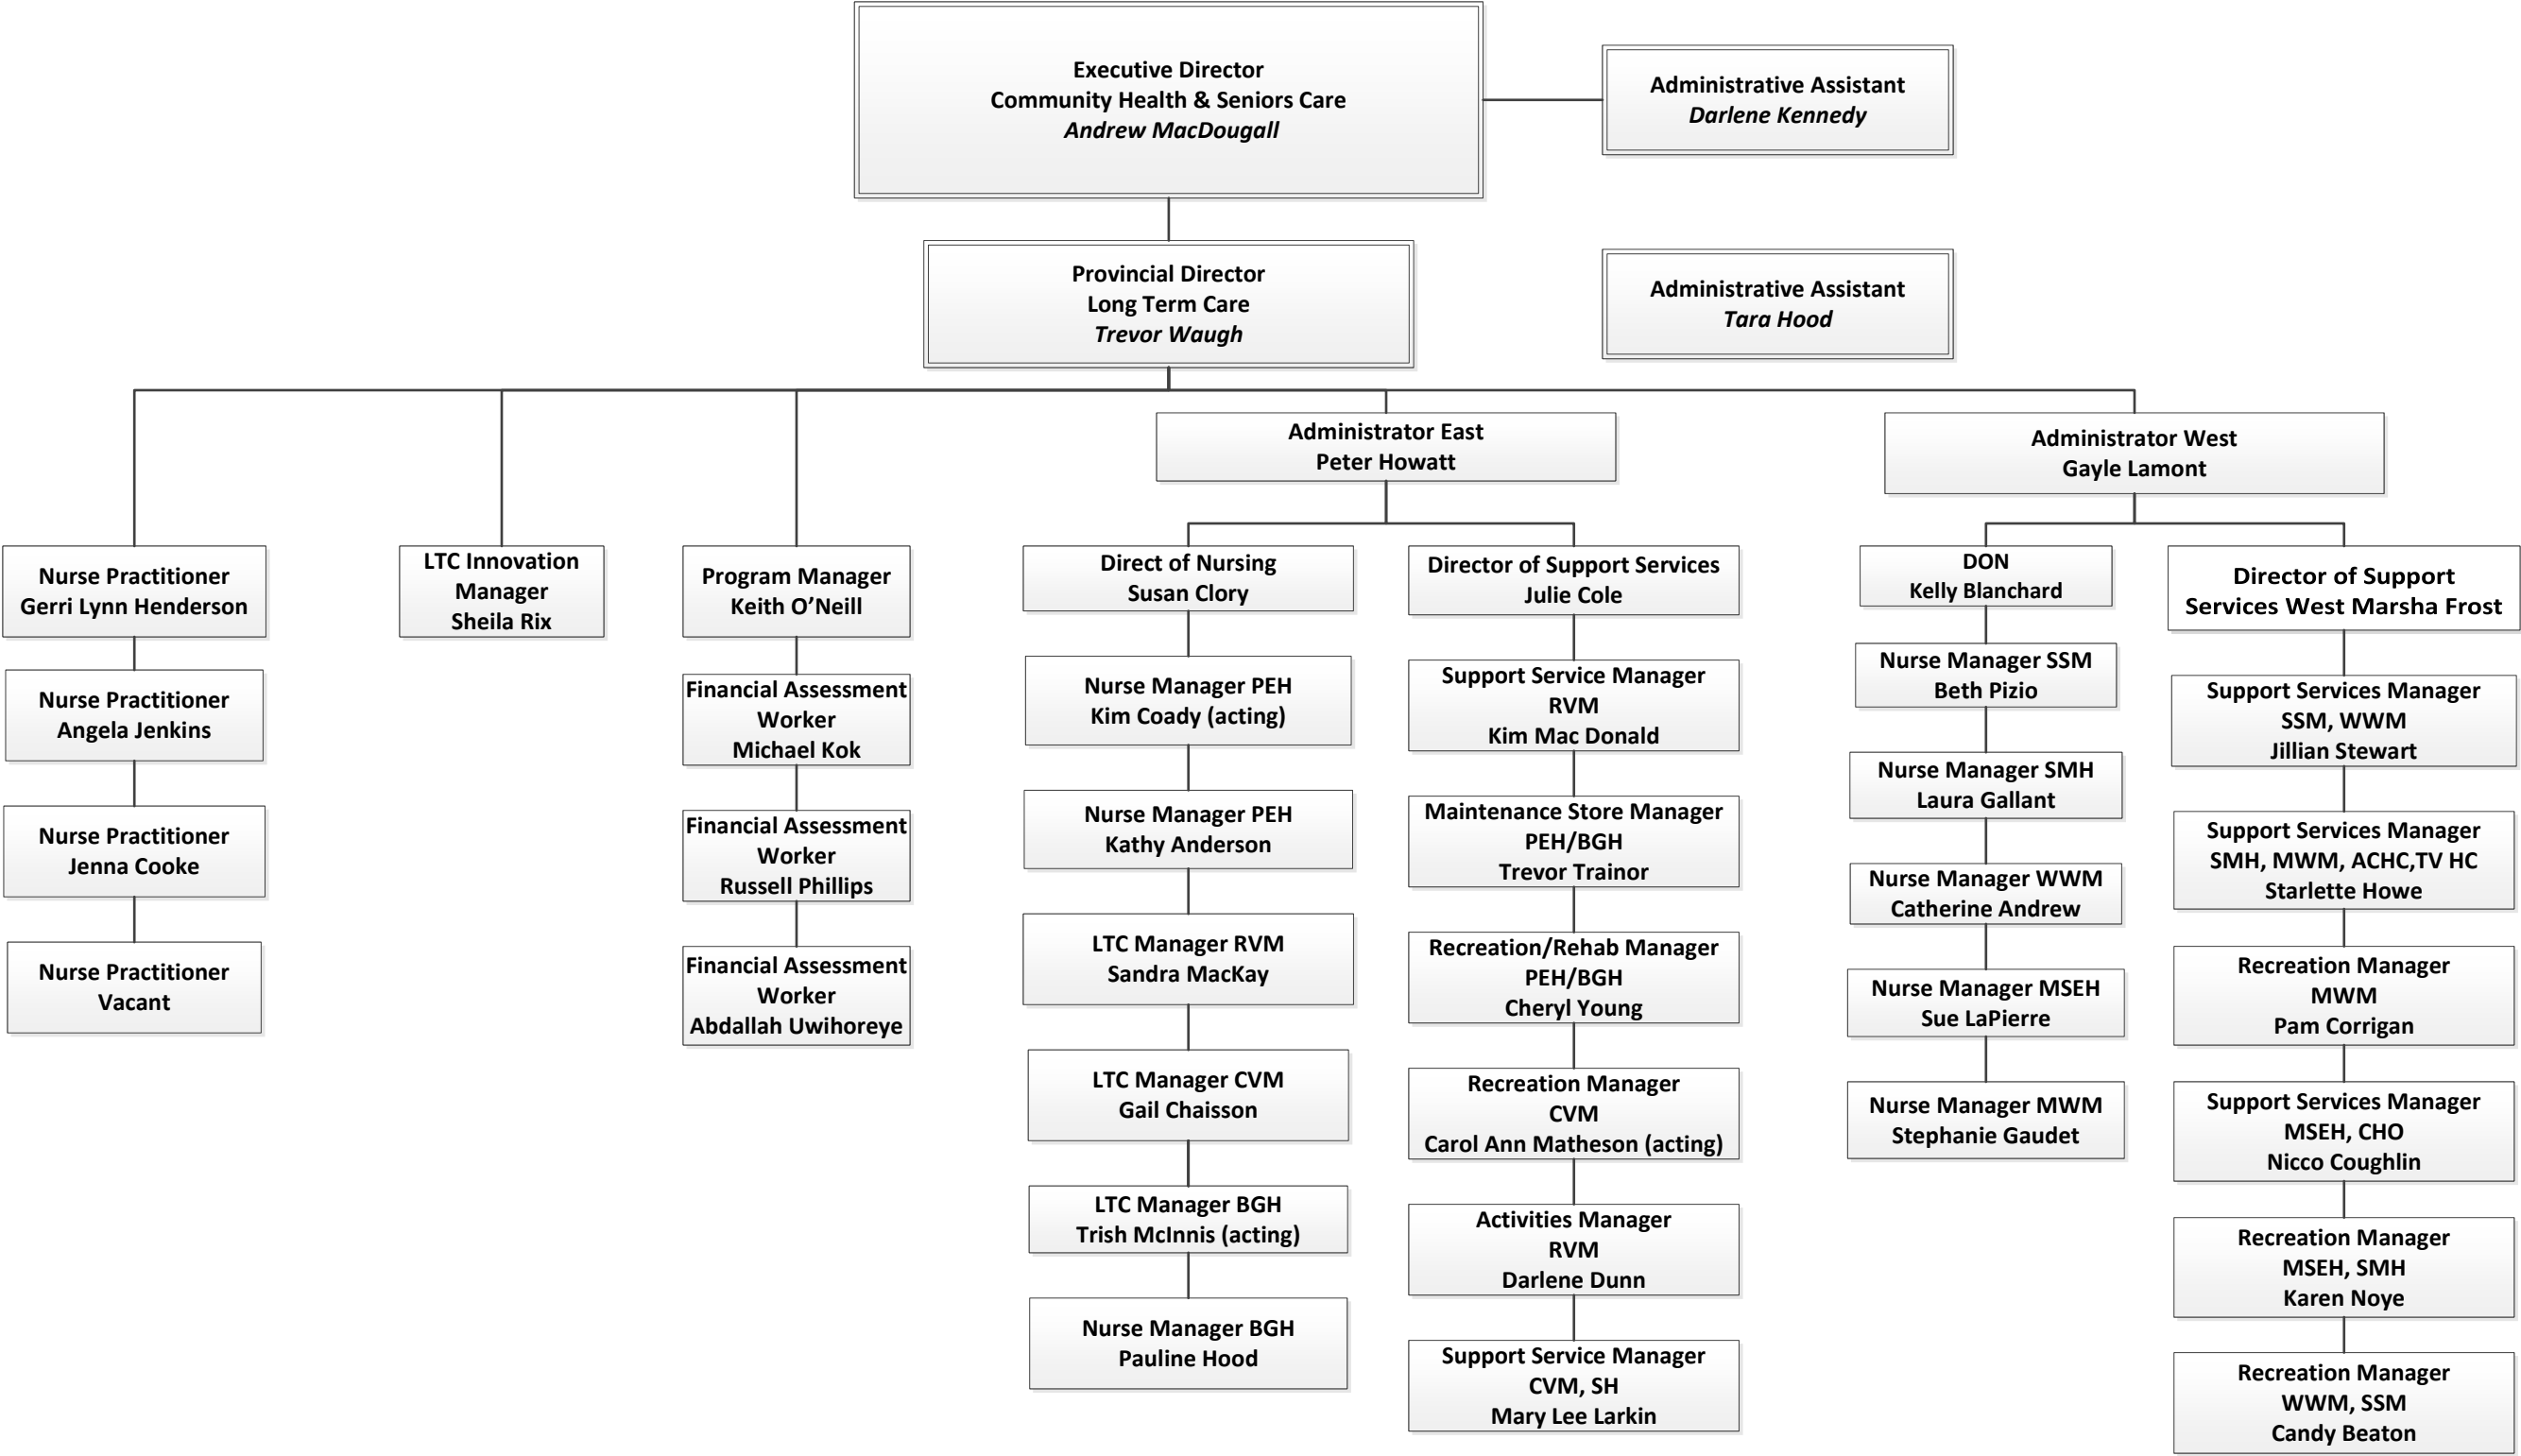 Executive Director
Community Health & Seniors Care
Andrew MacDougall
Administrative Assistant
Darlene Kennedy
Provincial Director
Long Term Care
Trevor Waugh
Administrative Assistant
Tara Hood
Administrator East
Peter Howatt
Administrator West
Gayle Lamont
Nurse Practitioner
Gerri Lynn Henderson
Nurse Practitioner
Angela Jenkins
Nurse Practitioner
Jenna Cooke
Nurse Practitioner
Vacant
LTC Innovation
Manager
Sheila Rix
Program Manager
Keith O’Neill
Financial Assessment
Worker
Michael Kok
Financial Assessment
Worker
Russell Phillips
Financial Assessment
Worker
Abdallah Uwihoreye
Direct of Nursing
Susan Clory
Nurse Manager PEH
Kim Coady (acting)
Nurse Manager PEH
Kathy Anderson
LTC Manager RVM
Sandra MacKay
LTC Manager CVM
Gail Chaisson
LTC Manager BGH
Trish McInnis (acting)
Nurse Manager BGH
Pauline Hood
Director of Support Services
Julie Cole
Support Service Manager
RVM
Kim Mac Donald
Maintenance Store Manager
PEH/BGH
Trevor Trainor
Recreation/Rehab Manager
PEH/BGH
Cheryl Young
Recreation Manager
CVM
Carol Ann Matheson (acting)
Activities Manager
RVM
Darlene Dunn
Support Service Manager
CVM, SH
Mary Lee Larkin
DON
Kelly Blanchard
Nurse Manager SSM
Beth Pizio
Nurse Manager SMH
Laura Gallant
Nurse Manager WWM
Catherine Andrew
Nurse Manager MSEH
Sue LaPierre
Nurse Manager MWM
Stephanie Gaudet
Director of Support
Services West Marsha Frost
Support Services Manager
SSM, WWM
Jillian Stewart
Support Services Manager
SMH, MWM, ACHC,TV HC
Starlette Howe
Recreation Manager
MWM
Pam Corrigan
Support Services Manager
MSEH, CHO
Nicco Coughlin
Recreation Manager
MSEH, SMH
Karen Noye
Recreation Manager
WWM, SSM
Candy Beaton